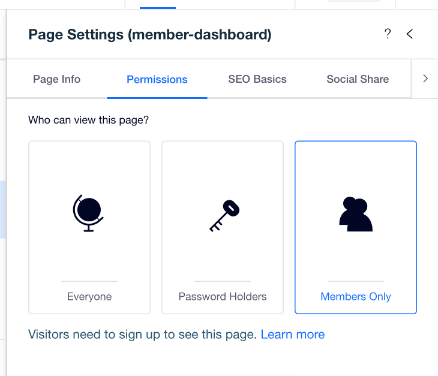 Page Settings (member-dashboard) ?
Page Info Permissions SEO Basics Social Share
Who can view this page?
Everyone Password Holders Members Only
Visitors need to sign up to see this page. Learn more